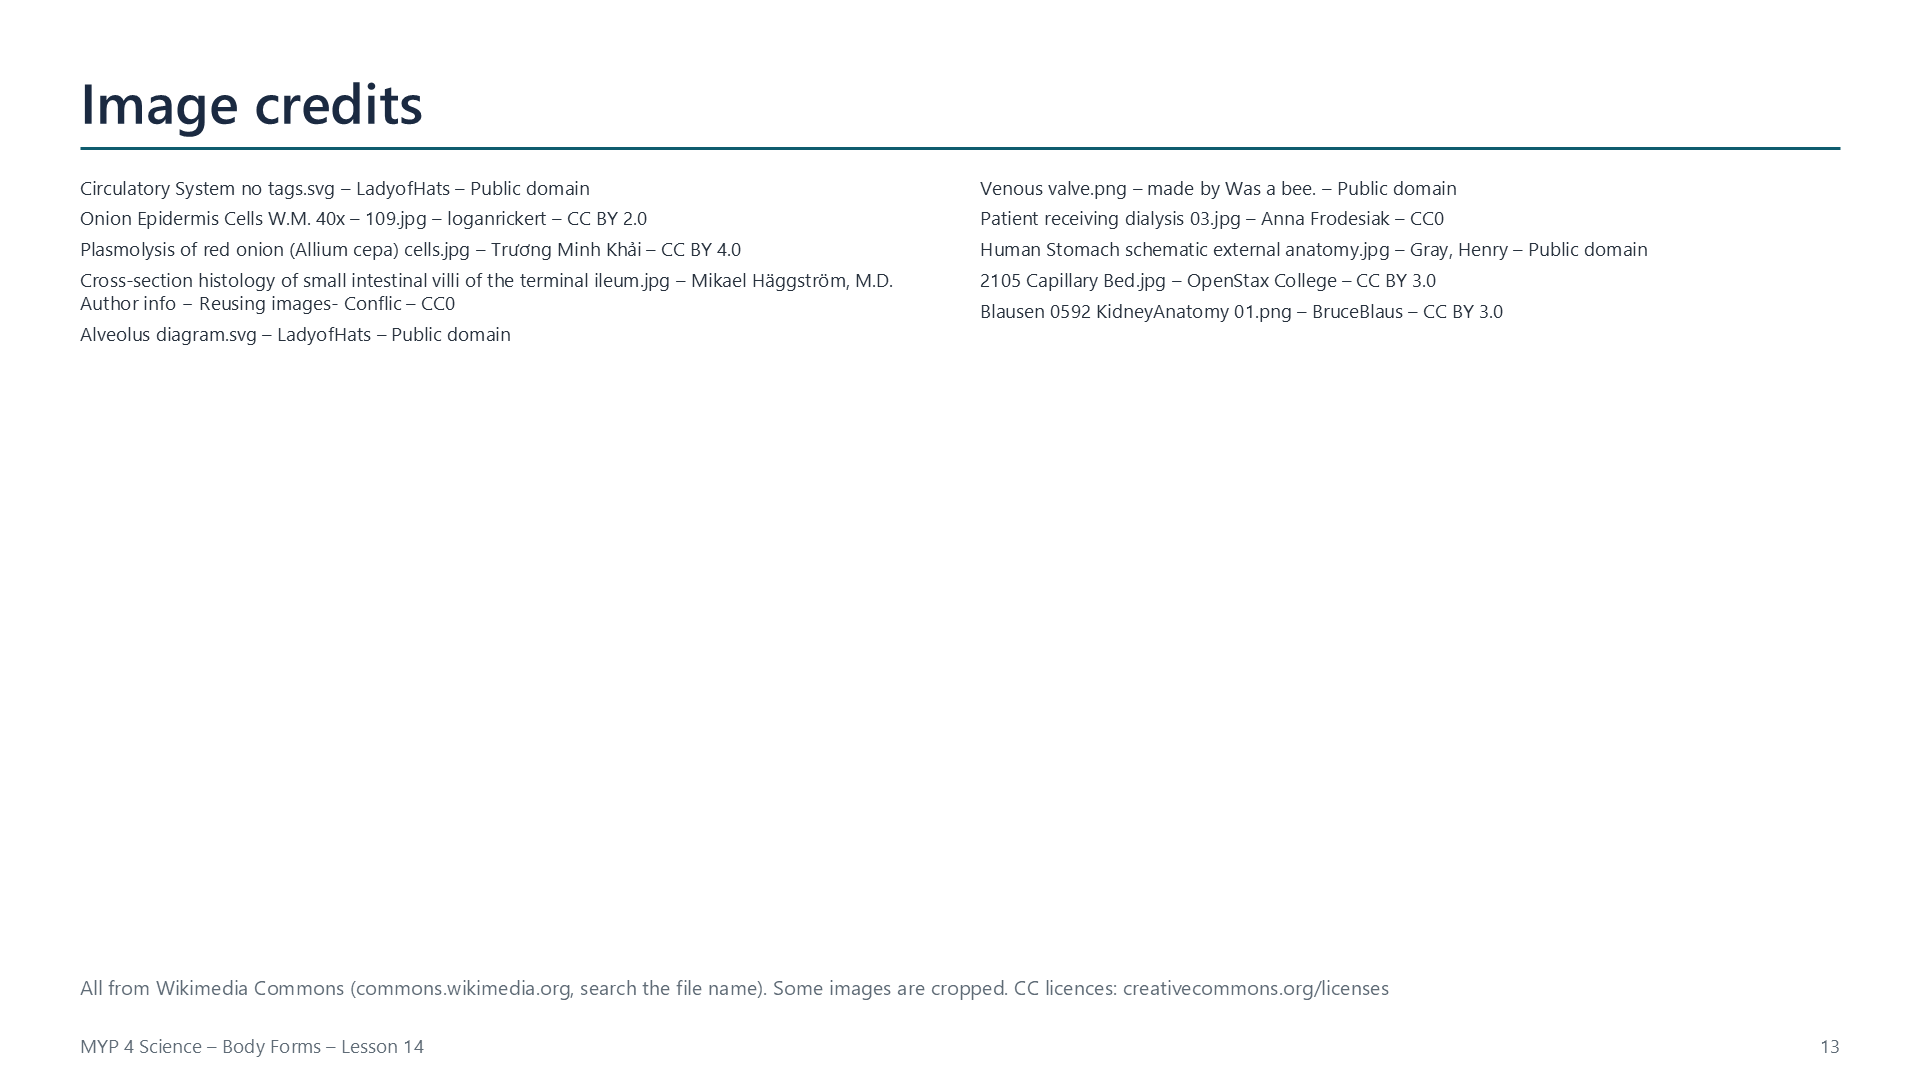 Image credits
Circulatory System no tags.svg – LadyofHats – Public domain
Onion Epidermis Cells W.M. 40x – 109.jpg – loganrickert – CC BY 2.0
Plasmolysis of red onion (Allium cepa) cells.jpg – Trương Minh Khải – CC BY 4.0
Cross-section histology of small intestinal villi of the terminal ileum.jpg – Mikael Häggström, M.D.
Author info – Reusing images- Conflic – CC0
Alveolus diagram.svg – LadyofHats – Public domain
Venous valve.png – made by Was a bee. – Public domain
Patient receiving dialysis 03.jpg – Anna Frodesiak – CC0
Human Stomach schematic external anatomy.jpg – Gray, Henry – Public domain
2105 Capillary Bed.jpg – OpenStax College – CC BY 3.0
Blausen 0592 KidneyAnatomy 01.png – BruceBlaus – CC BY 3.0
All from Wikimedia Commons (commons.wikimedia.org, search the file name). Some images are cropped. CC licences: creativecommons.org/licenses
MYP 4 Science – Body Forms – Lesson 14
13